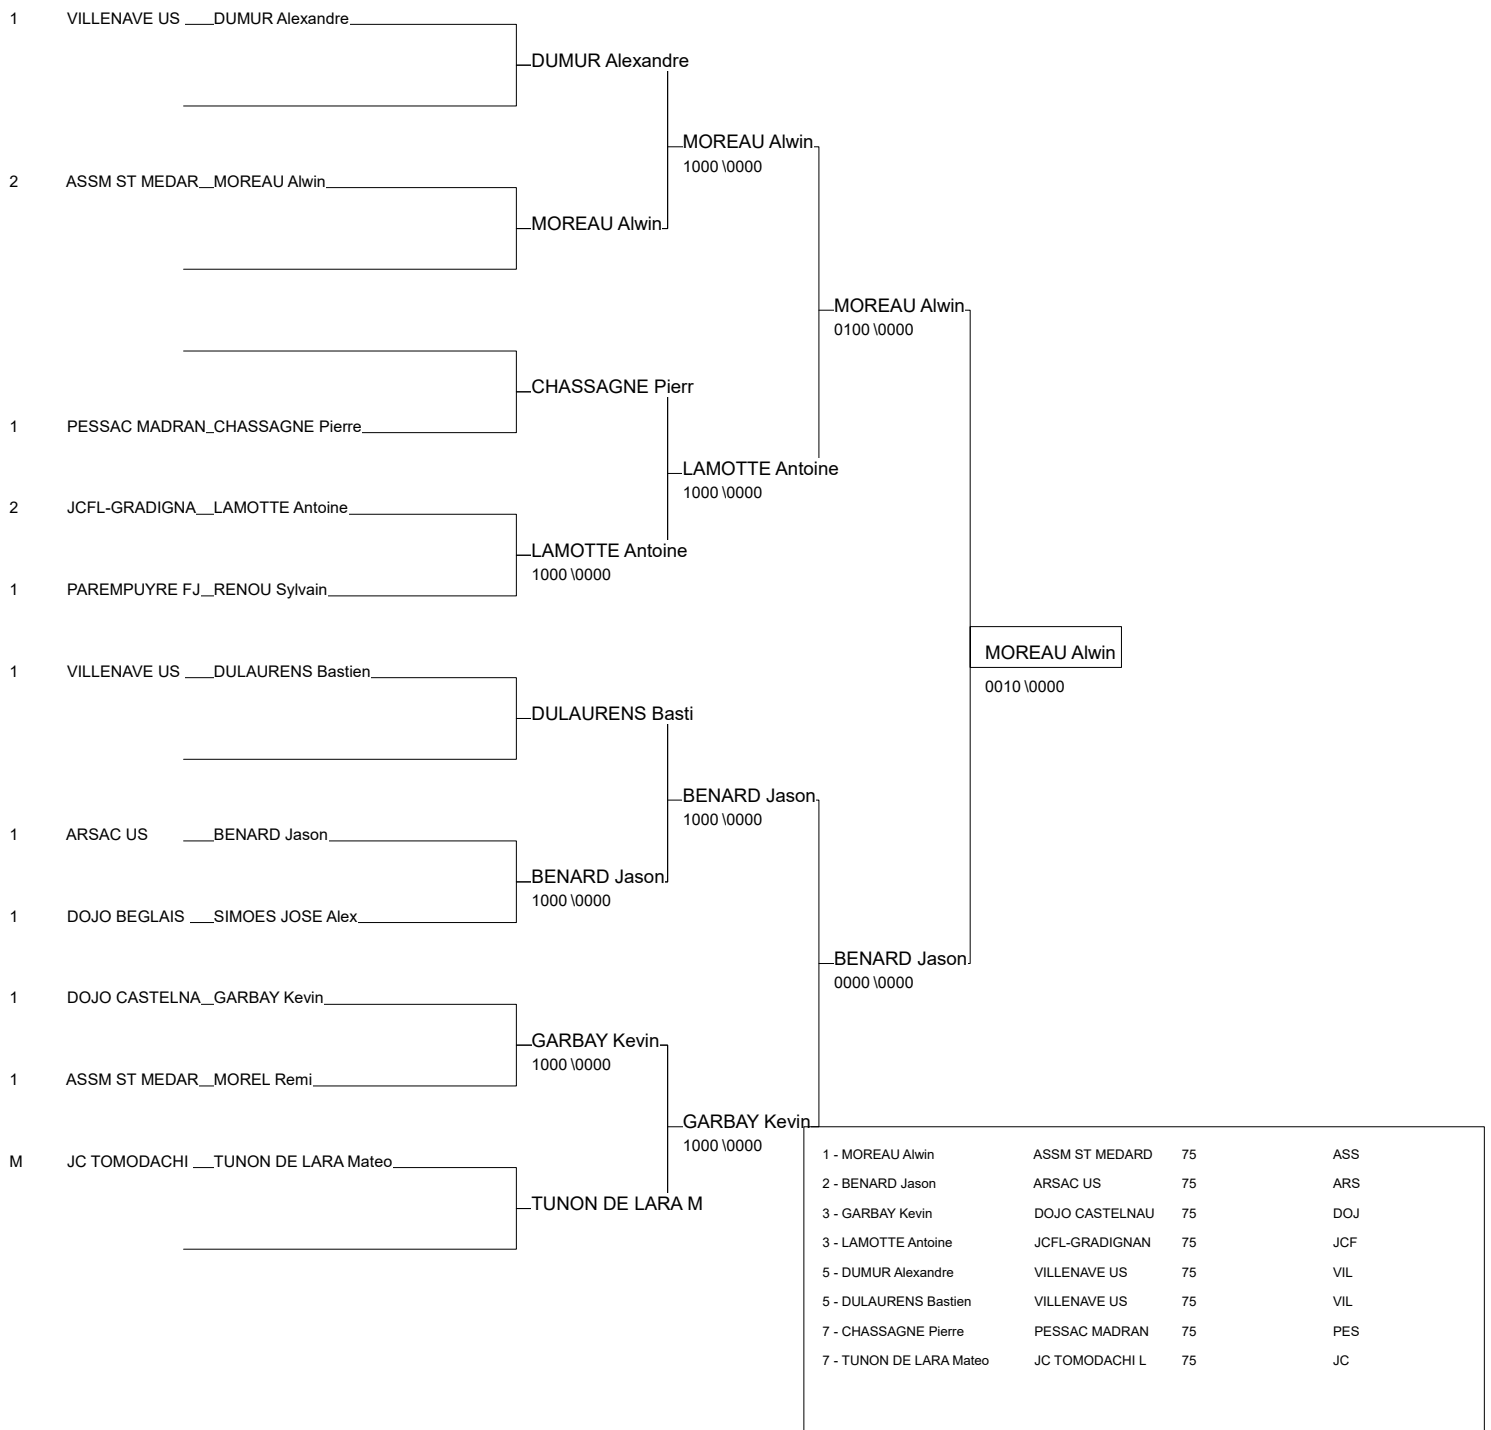 1 VILLENAVE US DUMUR Alexandre
DUMUR Alexandre
MOREAU Alwin
1000 \0000
2 ASSM ST MEDAR MOREAU Alwin
MOREAU Alwin
MOREAU Alwin
0100 \0000
CHASSAGNE Pierr
1 PESSAC MADRAN CHASSAGNE Pierre
LAMOTTE Antoine
1000 \0000
2 JCFL-GRADIGNA LAMOTTE Antoine
LAMOTTE Antoine
1000 \0000
1 PAREMPUYRE FJ RENOU Sylvain
MOREAU Alwin
0010 \0000
1 VILLENAVE US DULAURENS Bastien
DULAURENS Basti
BENARD Jason
1000 \0000
1 ARSAC US BENARD Jason
BENARD Jason
1000 \0000
1 DOJO BEGLAIS SIMOES JOSE Alex
BENARD Jason
0000 \0000
1 DOJO CASTELNA GARBAY Kevin
GARBAY Kevin
1000 \0000
1 ASSM ST MEDAR MOREL Remi
GARBAY Kevin
1000 \0000
M JC TOMODACHI TUNON DE LARA Mateo
TUNON DE LARA M
1 - MOREAU Alwin ASSM ST MEDARD 75 ASS
2 - BENARD Jason ARSAC US 75 ARS
3 - GARBAY Kevin DOJO CASTELNAU 75 DOJ
3 - LAMOTTE Antoine JCFL-GRADIGNAN 75 JCF
5 - DUMUR Alexandre VILLENAVE US 75 VIL
5 - DULAURENS Bastien VILLENAVE US 75 VIL
7 - CHASSAGNE Pierre PESSAC MADRAN 75 PES
7 - TUNON DE LARA Mateo JC TOMODACHI L 75 JC